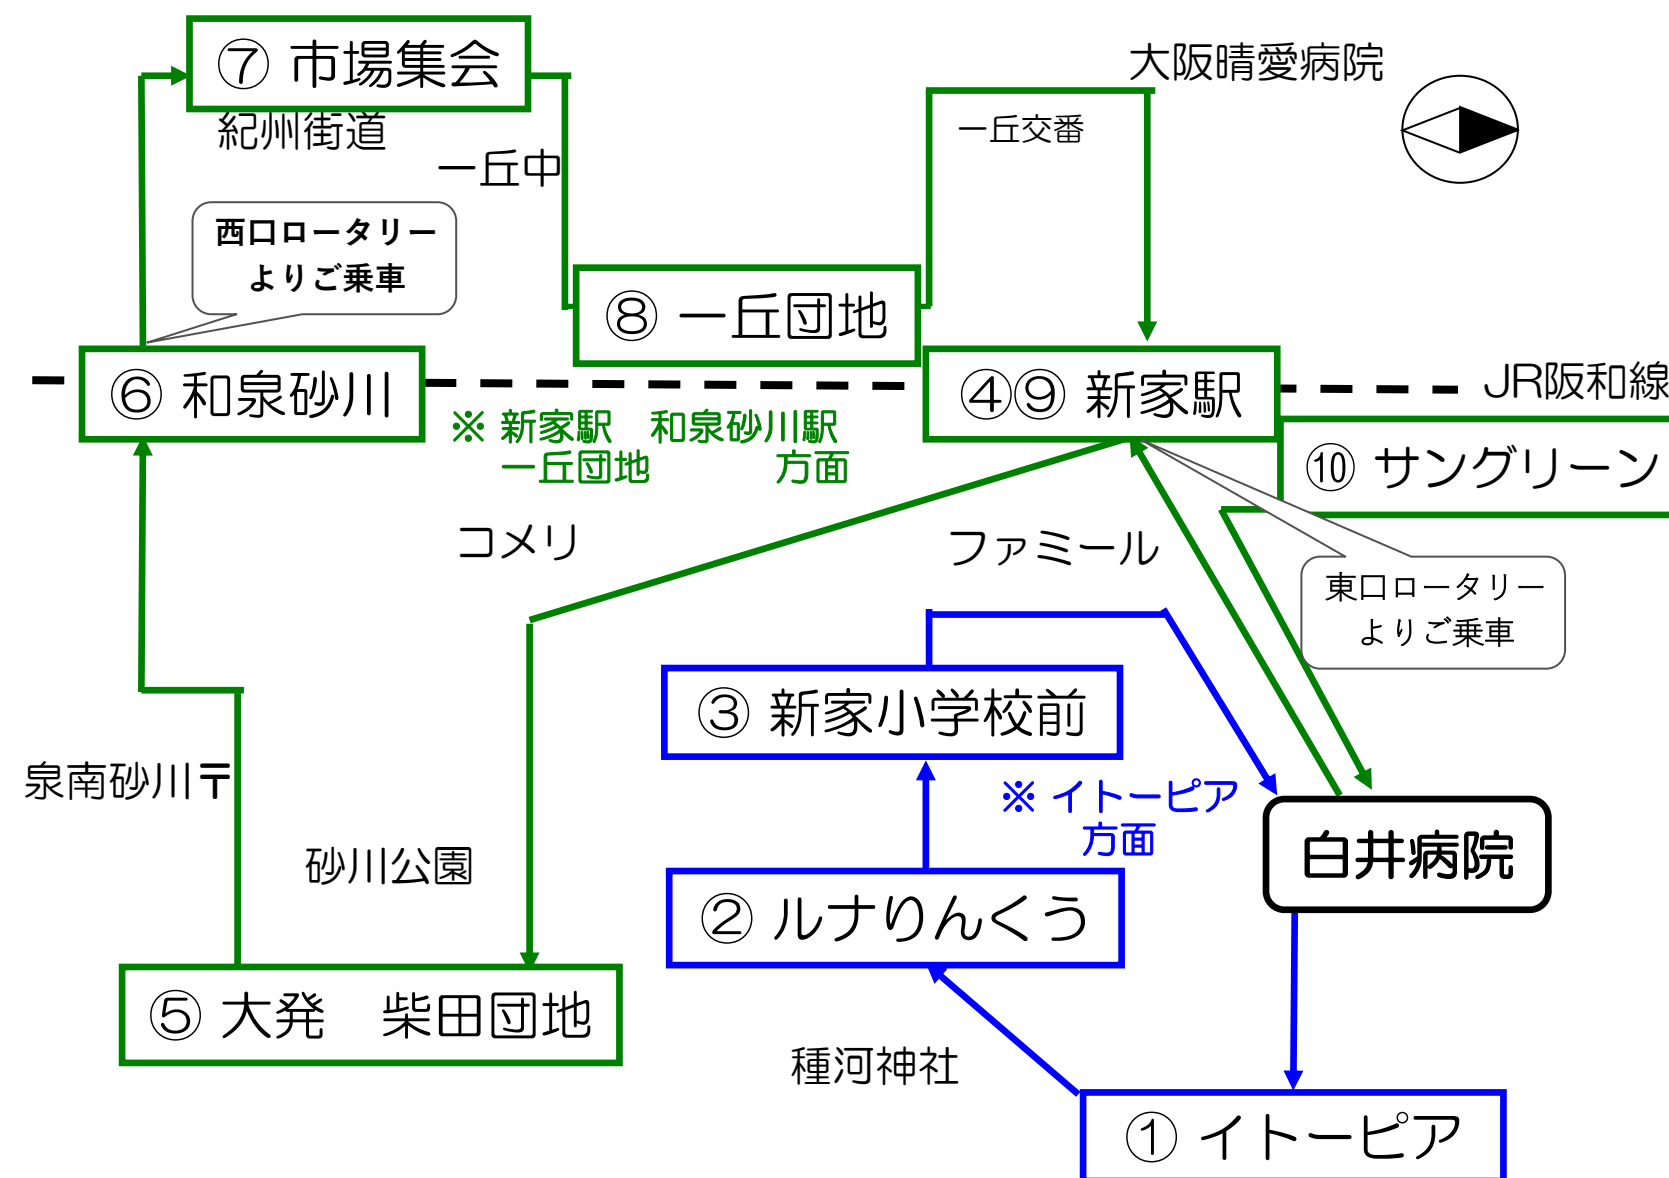 ⑦ 市場集会
大阪晴愛病院
紀州街道
一丘交番
一丘中
西口ロータリー
よりご乗車
⑧ 一丘団地
⑥ 和泉砂川
④⑨ 新家駅
JR阪和線
※ 新家駅　和泉砂川駅
一丘団地　　　方面
⑩ サングリーン
コメリ
ファミール
東口ロータリー
よりご乗車
③ 新家小学校前
泉南砂川〒
※ イトーピア
方面
白井病院
砂川公園
② ルナりんくう
⑤ 大発　柴田団地
種河神社
① イトーピア